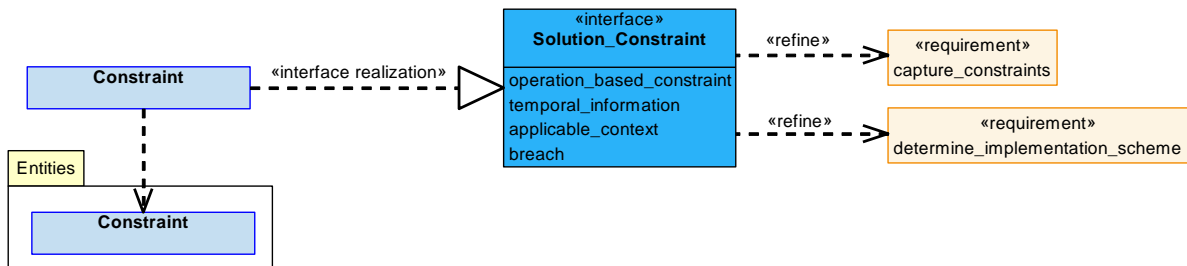 «interface»
Solution_Constraint
operation_based_constraint
temporal_information
applicable_context
breach
Constraint
«interface realization»
«refine»
«requirement»
capture_constraints
«refine»
«requirement»
determine_implementation_scheme
Entities
Constraint